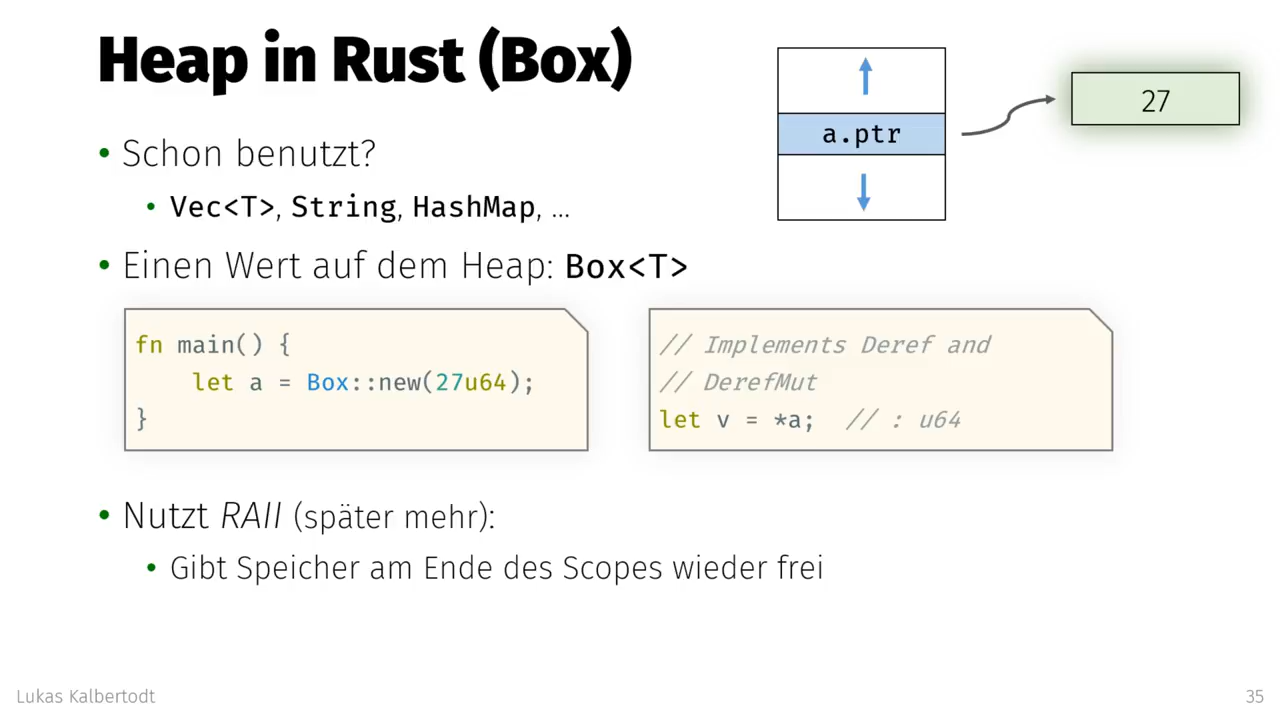 Heap in Rust (Box)
a.ptr
27
• Schon benutzt?
• Vec<T>, String, HashMap, …
• Einen Wert auf dem Heap: Box<T>
fn main() {
    let a = Box::new(27u64);
}
// Implements Deref and
// DerefMut
let v = *a;  // : u64
• Nutzt RAII (später mehr):
• Gibt Speicher am Ende des Scopes wieder frei
Lukas Kalbertodt
35